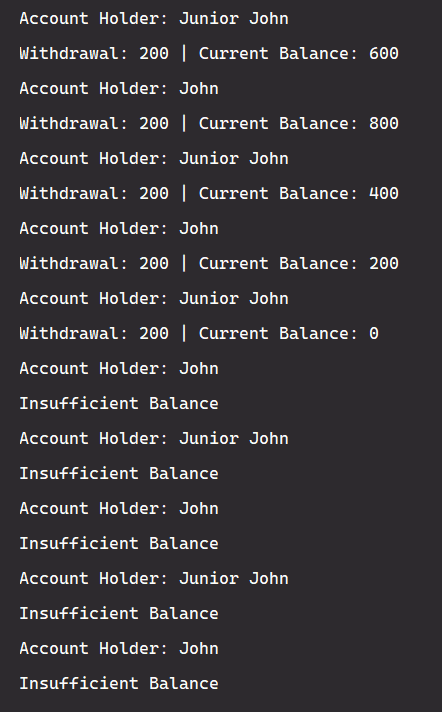 Account Holder: Junior John
Withdrawal: 200 | Current Balance: 600
Account Holder: John
Withdrawal: 200 | Current Balance: 800
Account Holder: Junior John
Withdrawal: 200 | Current Balance: 400
Account Holder: John
Withdrawal: 200 | Current Balance: 200
Account Holder: Junior John
Withdrawal: 200 | Current Balance: 0
Account Holder: John
Insufficient Balance
Account Holder: Junior John
Insufficient Balance
Account Holder: John
Insufficient Balance
Account Holder: Junior John
Insufficient Balance
Account Holder: John
Insufficient Balance